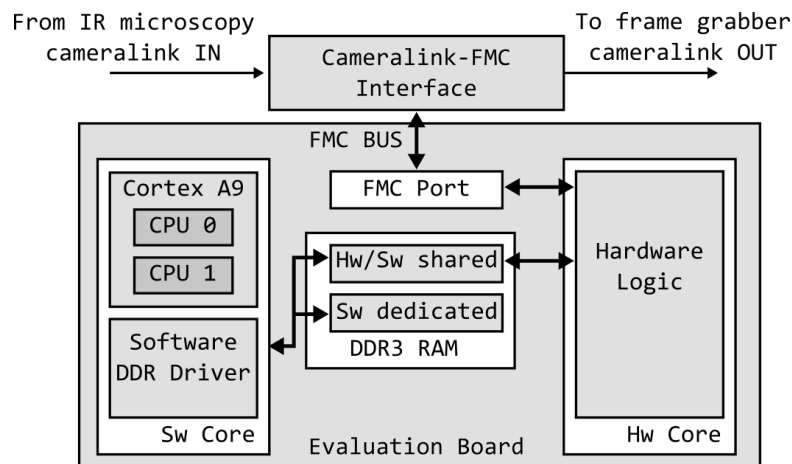 From IR microscopy
cameralink IN
To frame grabber
cameralink OUT
Cameralink-FMC
Interface
FMC BUS
FMC Port
Cortex A9
CPU 0
CPU 1
Software
DDR Driver
Sw Core
Hw/Sw shared
Sw dedicated
DDR3 RAM
Hardware
Logic
Hw Core
Evaluation Board